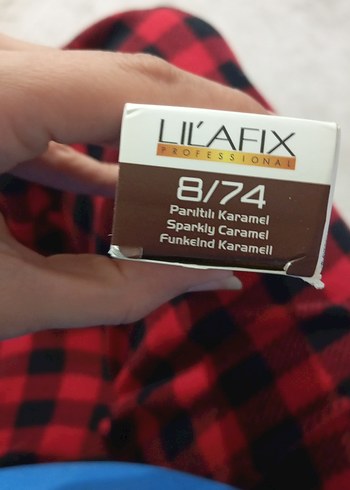 LIL'AFIX
PROFESSIONAL
8/74
Parıltılı Karamel
Sparkly Caramel
Funkelnd Karamell